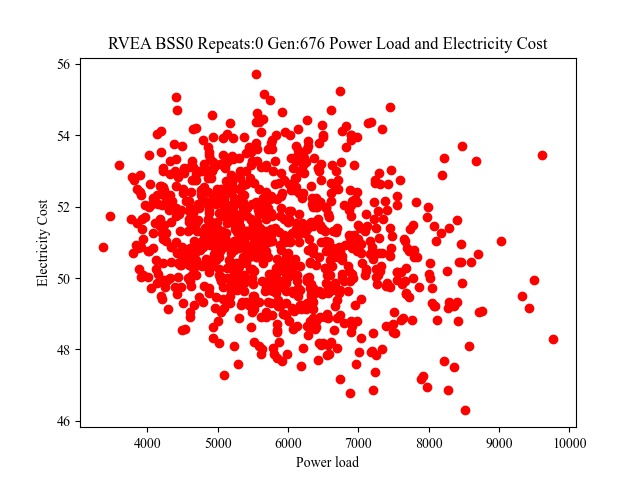 RVEA BSS0 Repeats:0 Gen:676 Power Load and Electricity Cost
56
54
52
50
48
46
Electricity Cost
4000 5000 6000 7000 8000 9000 10000
Power load